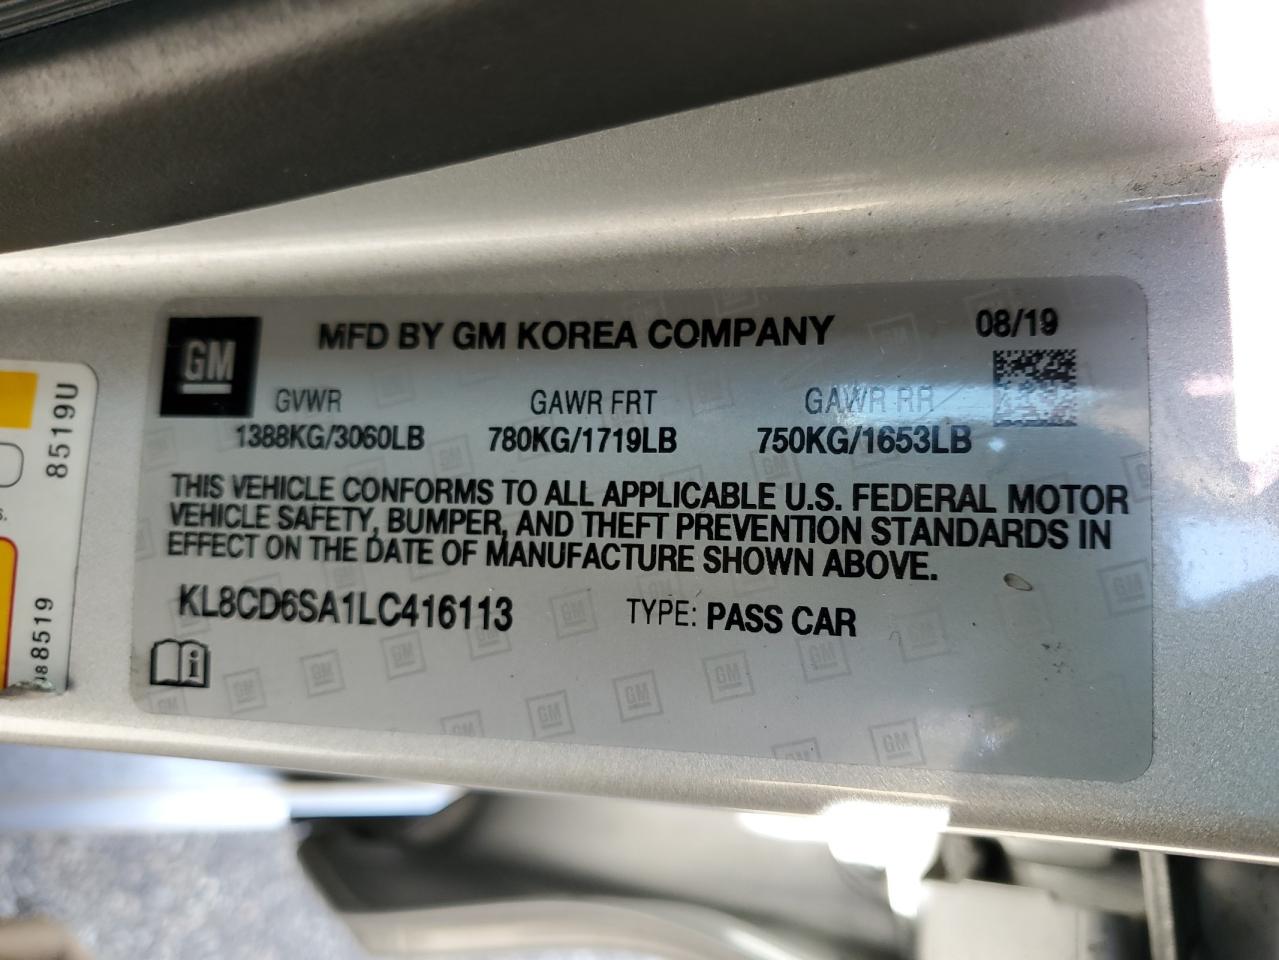 GM
MFD BY GM KOREA COMPANY
08/19
GVWR GAWR FRT GAWR RR
1388KG/3060LB 780KG/1719LB 750KG/1653LB
THIS VEHICLE CONFORMS TO ALL APPLICABLE U.S. FEDERAL MOTOR
VEHICLE SAFETY, BUMPER, AND THEFT PREVENTION STANDARDS IN
EFFECT ON THE DATE OF MANUFACTURE SHOWN ABOVE.
KL8CD6SA1LC416113 TYPE: PASS CAR
8519U
8519